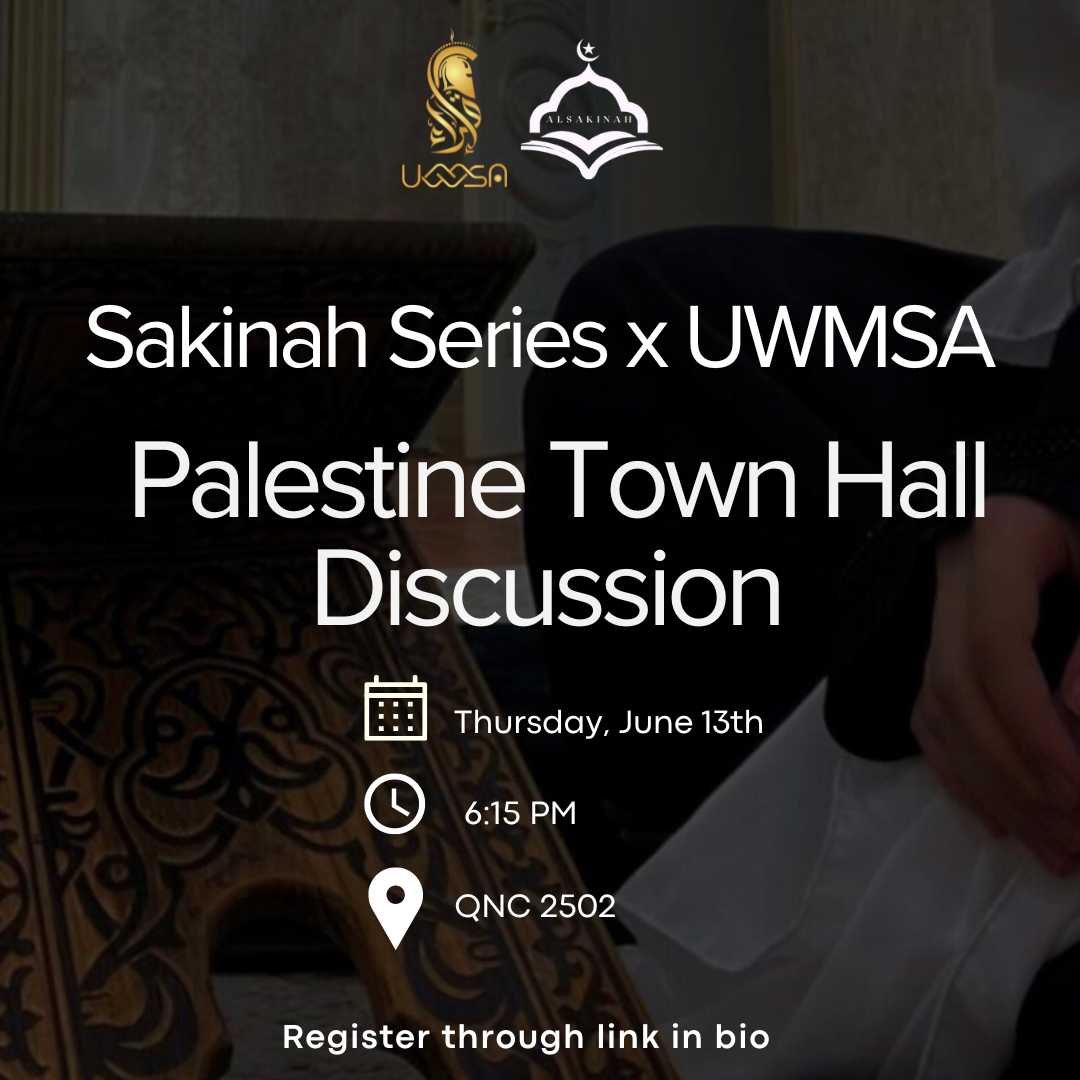 UWMSA
ALSAKINAH
Sakinah Series x UWMSA
Palestine Town Hall
Discussion
Thursday, June 13th
6:15 PM
QNC 2502
Register through link in bio